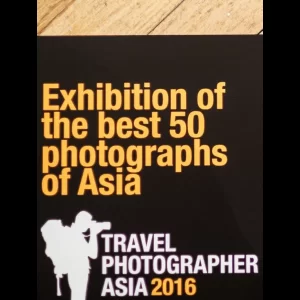 Exhibition of
the best 50
photographs
of Asia
TRAVEL
PHOTOGRAPHER
ASIA 2016